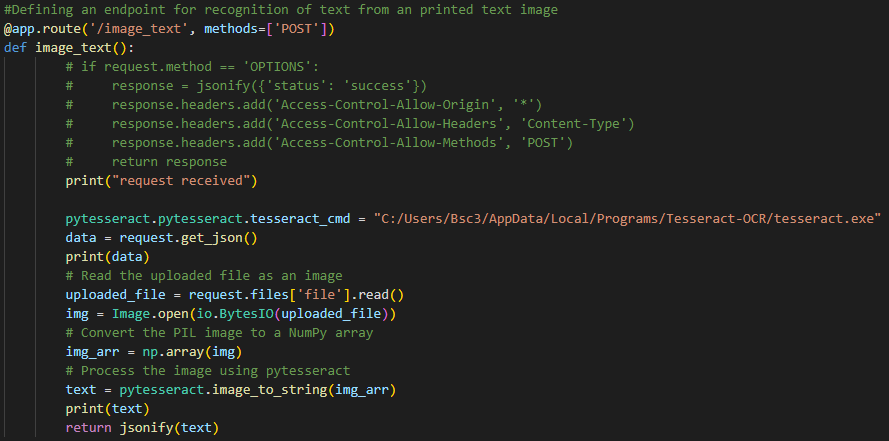 #Defining an endpoint for recognition of text from an printed text image
@app.route('/image_text', methods=['POST'])
def image_text():
        # if request.method == 'OPTIONS':
        #     response = jsonify({'status': 'success'})
        #     response.headers.add('Access-Control-Allow-Origin', '*')
        #     response.headers.add('Access-Control-Allow-Headers', 'Content-Type')
        #     response.headers.add('Access-Control-Allow-Methods', 'POST')
        #     return response
        print("request received")

        pytesseract.pytesseract.tesseract_cmd = "C:/Users/Bsc3/AppData/Local/Programs/Tesseract-OCR/tesseract.exe"
        data = request.get_json()
        print(data)
        # Read the uploaded file as an image
        uploaded_file = request.files['file'].read()
        img = Image.open(io.BytesIO(uploaded_file))
        # Convert the PIL image to a NumPy array
        img_arr = np.array(img)
        # Process the image using pytesseract
        text = pytesseract.image_to_string(img_arr)
        print(text)
        return jsonify(text)